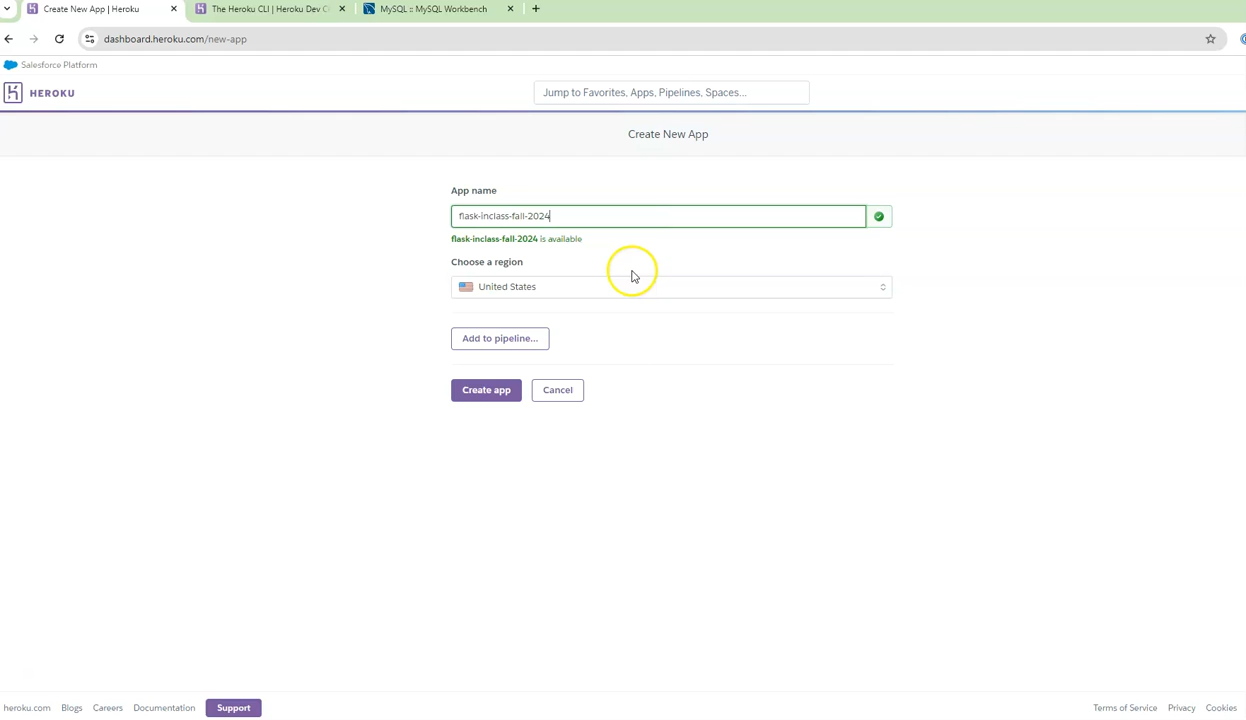 Create New App | Heroku
The Heroku CLI | Heroku Dev C
MySQL :: MySQL Workbench
dashboard.heroku.com/new-app
Salesforce Platform
HEROKU
Jump to Favorites, Apps, Pipelines, Spaces...
Create New App
App name
flask-inclass-fall-2024
flask-inclass-fall-2024 is available
Choose a region
United States
Add to pipeline...
Create app
Cancel
heroku.com Blogs Careers Documentation Support Terms of Service Privacy Cookies